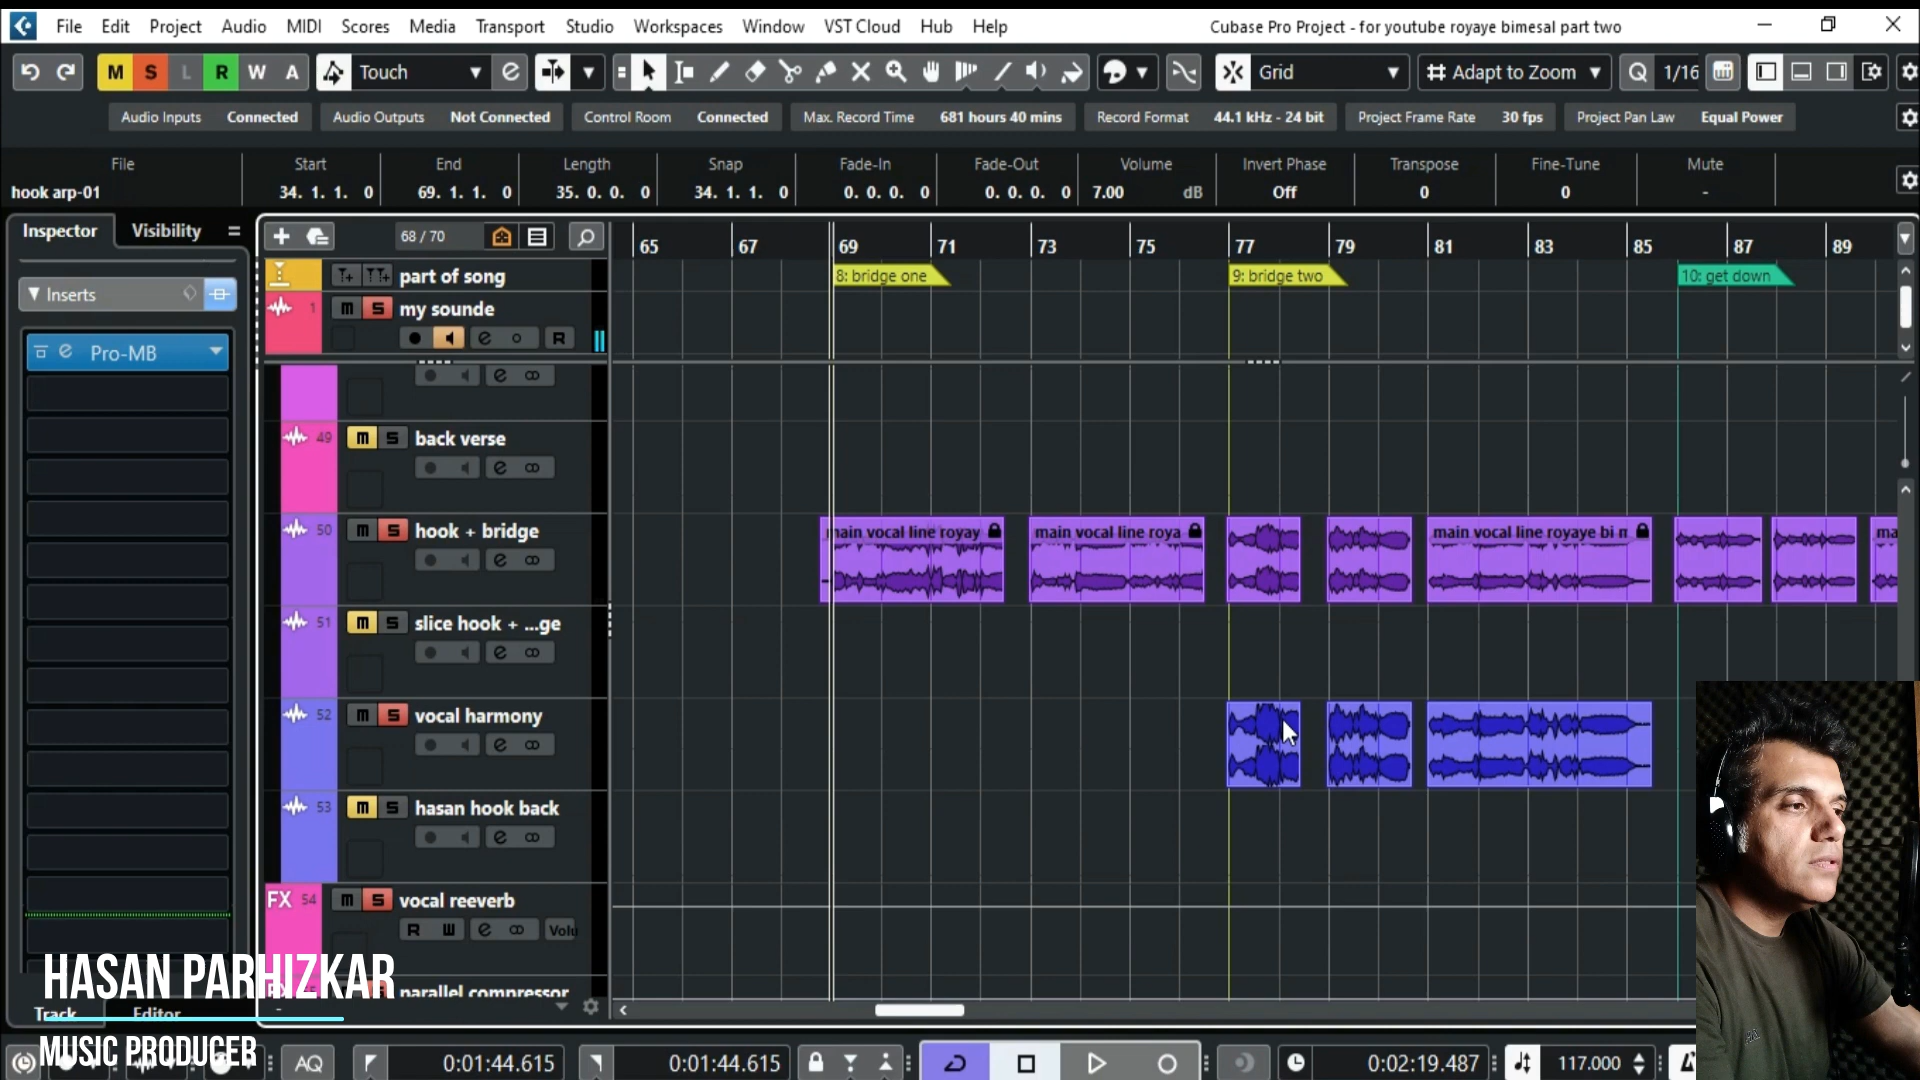 File Edit Project Audio MIDI Scores Media Transport Studio Workspaces Window VST Cloud Hub Help
Cubase Pro Project - for youtube royaye bimesal part two
M S L R W A Touch Grid Adapt to Zoom Q 1/16
Audio Inputs Connected Audio Outputs Not Connected Control Room Connected Max. Record Time 681 hours 40 mins Record Format 44.1 kHz - 24 bit Project Frame Rate 30 fps Project Pan Law Equal Power
File Start End Length Snap Fade-In Fade-Out Volume Invert Phase Transpose Fine-Tune Mute
hook arp-01 34. 1. 1. 0 69. 1. 1. 0 35. 0. 0. 0 34. 1. 1. 0 0. 0. 0. 0 0. 0. 0. 0 7.00 dB Off 0 0 -
Inspector Visibility
68 / 70
65 67 69 71 73 75 77 79 81 83 85 87 89
Inserts
Pro-MB
part of song
8: bridge one 9: bridge two 10: get down
1 m S my sounde
R
49 m S back verse
50 m S hook + bridge
main vocal line royay main vocal line roya main vocal line royaye bi n ma
51 m S slice hook + ...ge
52 m S vocal harmony
53 m S hasan hook back
FX 54 m S vocal reeverb
R W Volu
parallel compressor
HASAN PARHIZKAR
Track Editor
MUSIC PRODUCER
AQ 0:01:44.615 0:01:44.615 0:02:19.487 117.000